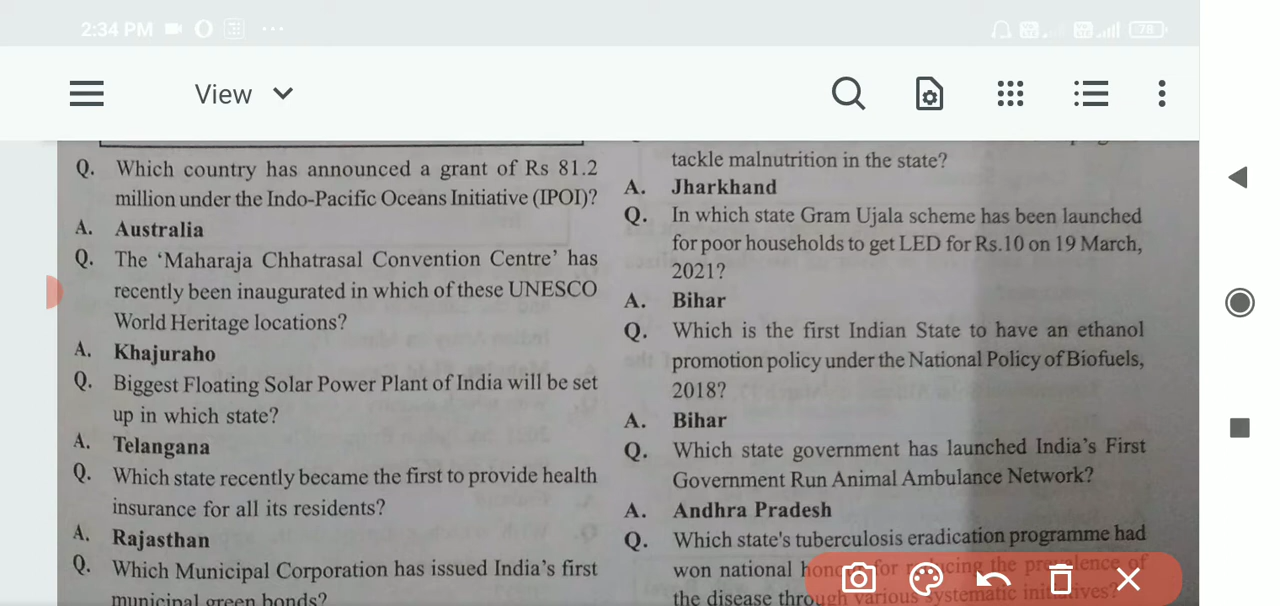 2:34 PM
78
View
Q. Which country has announced a grant of Rs 81.2
million under the Indo-Pacific Oceans Initiative (IPOI)?
A. Australia
Q. The ‘Maharaja Chhatrasal Convention Centre’ has
recently been inaugurated in which of these UNESCO
World Heritage locations?
A. Khajuraho
Q. Biggest Floating Solar Power Plant of India will be set
up in which state?
A. Telangana
Q. Which state recently became the first to provide health
insurance for all its residents?
A. Rajasthan
Q. Which Municipal Corporation has issued India’s first
municipal green bonds?
tackle malnutrition in the state?
A. Jharkhand
Q. In which state Gram Ujala scheme has been launched
for poor households to get LED for Rs.10 on 19 March,
2021?
A. Bihar
Q. Which is the first Indian State to have an ethanol
promotion policy under the National Policy of Biofuels,
2018?
A. Bihar
Q. Which state government has launched India’s First
Government Run Animal Ambulance Network?
A. Andhra Pradesh
Q. Which state's tuberculosis eradication programme had
won national for the prevalence of
the disease through various systematic initiatives?